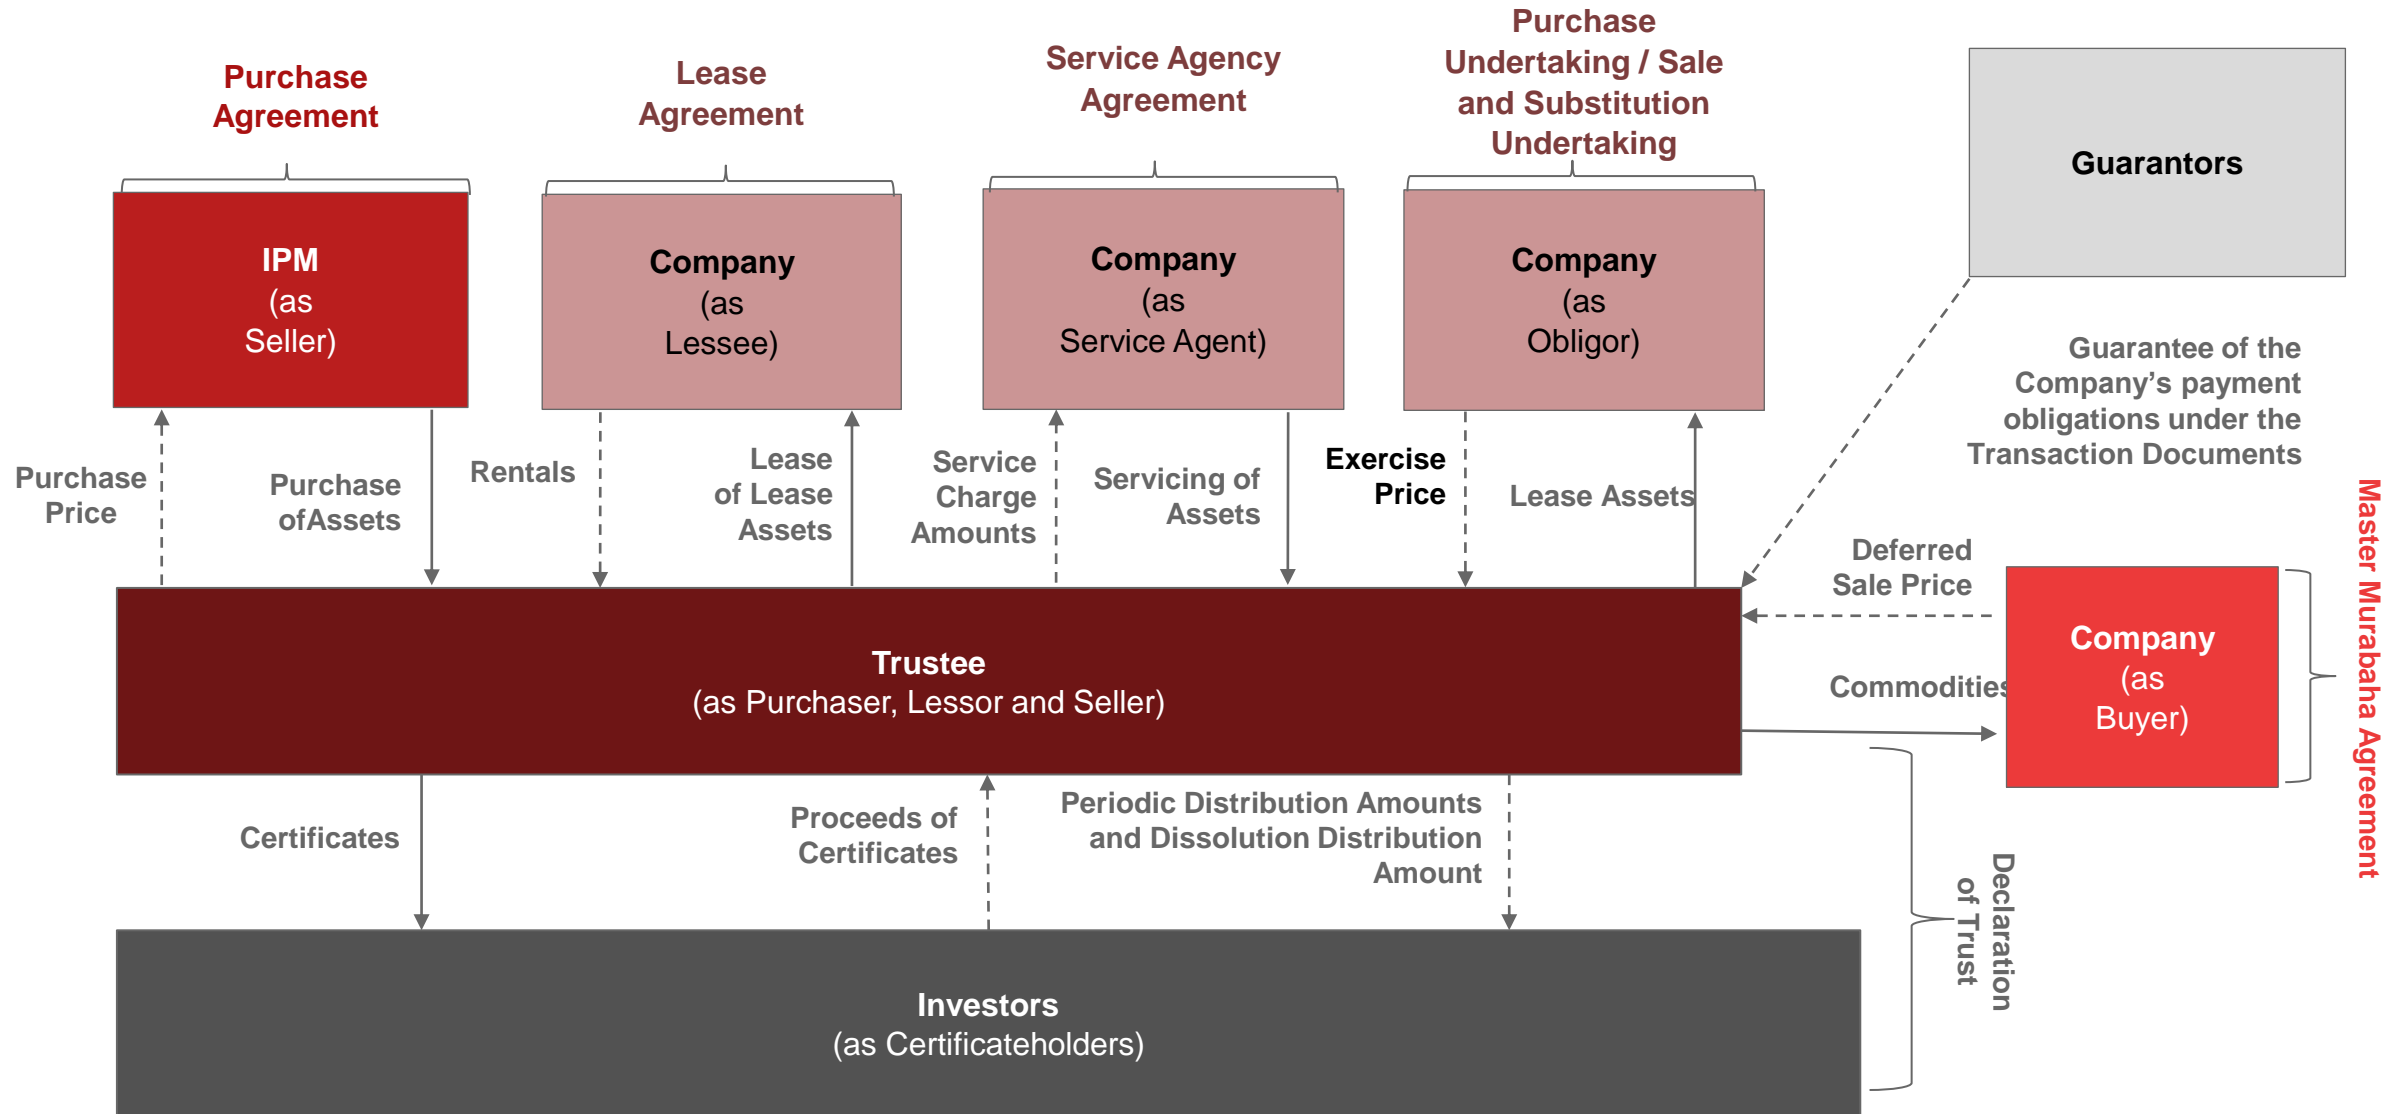 Purchase
Agreement
Lease
Agreement
Service Agency
Agreement
Purchase
Undertaking / Sale
and Substitution
Undertaking
Guarantors
IPM
(as
Seller)
Company
(as
Lessee)
Company
(as
Service Agent)
Company
(as
Obligor)
Guarantee of the
Company’s payment
obligations under the
Transaction Documents
Purchase
Price
Purchase
ofAssets
Rentals
Lease
of Lease
Assets
Service
Charge
Amounts
Servicing of
Assets
Exercise
Price
Lease Assets
Master Murabaha Agreement
Deferred
Sale Price
Trustee
(as Purchaser, Lessor and Seller)
Commodities
Company
(as
Buyer)
Certificates
Proceeds of
Certificates
Periodic Distribution Amounts
and Dissolution Distribution
Amount
Declaration
of Trust
Investors
(as Certificateholders)